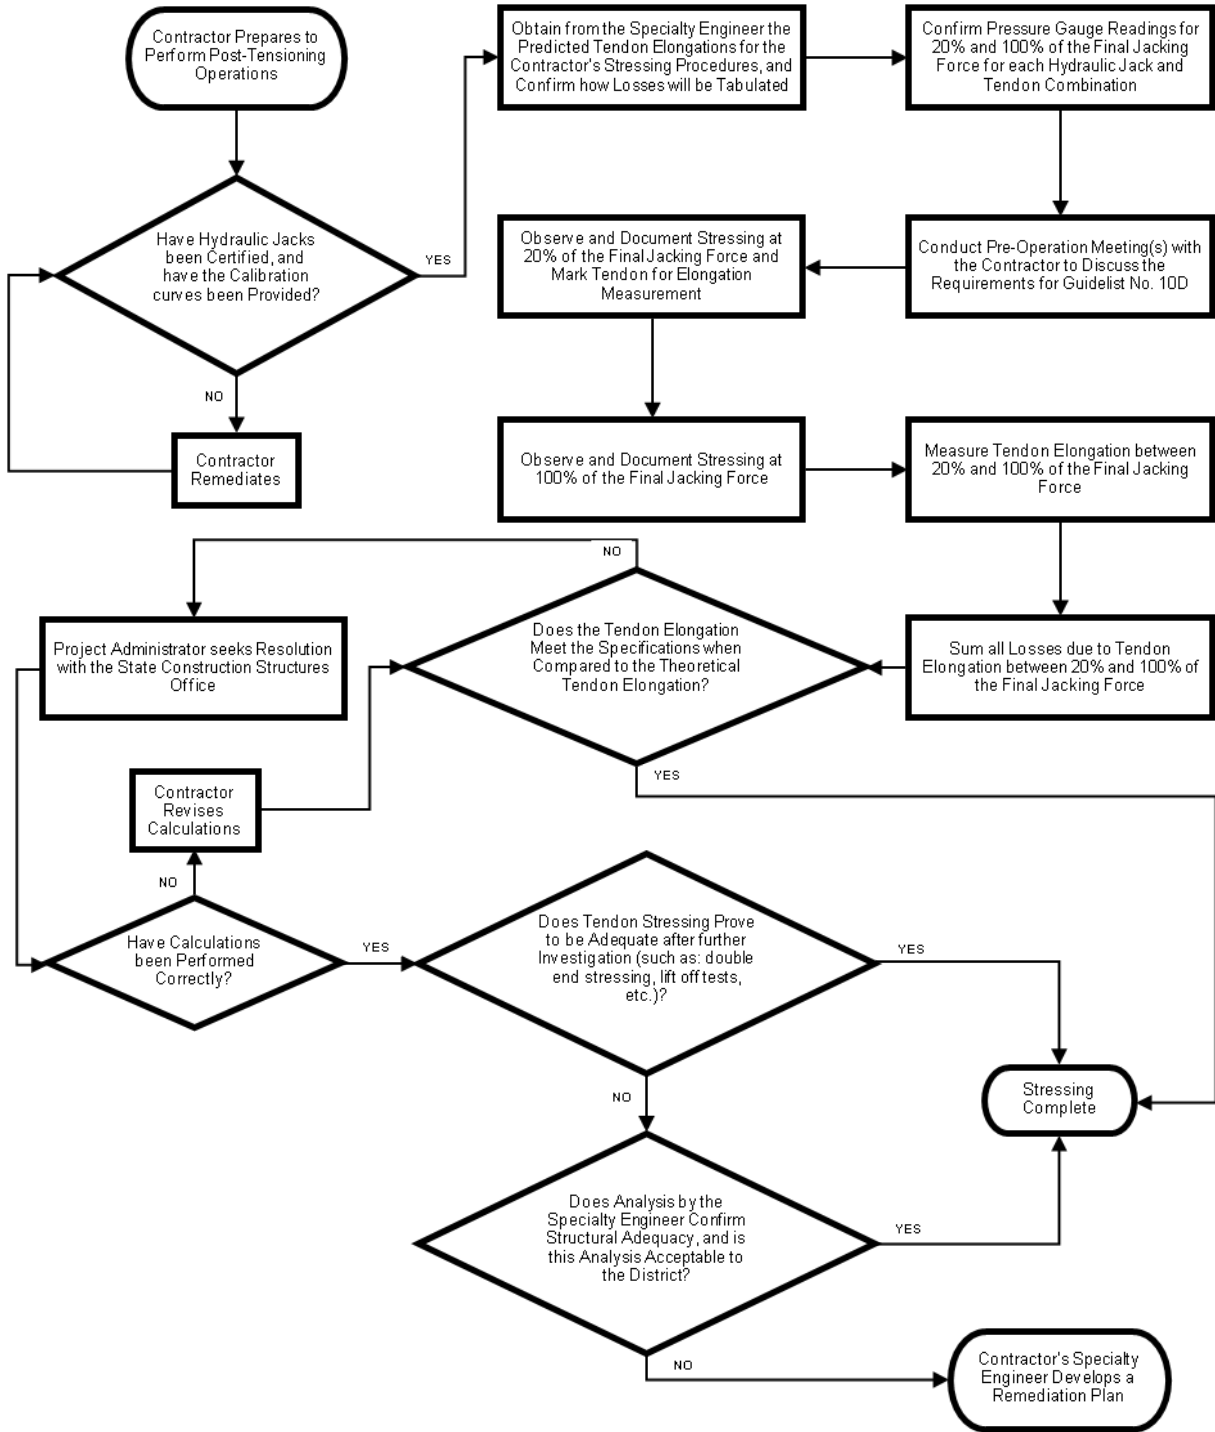 Contractor Prepares to
Perform Post-Tensioning
Operations
Have Hydraulic Jacks
been Certified, and
have the Calibration
curves been Provided?
YES
NO
Contractor
Remediates
Obtain from the Specialty Engineer the
Predicted Tendon Elongations for the
Contractor's Stressing Procedures, and
Confirm how Losses will be Tabulated
Confirm Pressure Gauge Readings for
20% and 100% of the Final Jacking
Force for each Hydraulic Jack and
Tendon Combination
Conduct Pre-Operation Meeting(s) with
the Contractor to Discuss the
Requirements for Guidelist No. 10D
Observe and Document Stressing at
20% of the Final Jacking Force and
Mark Tendon for Elongation
Measurement
Observe and Document Stressing at
100% of the Final Jacking Force
Measure Tendon Elongation between
20% and 100% of the Final Jacking
Force
Sum all Losses due to Tendon
Elongation between 20% and 100% of
the Final Jacking Force
Does the Tendon Elongation
Meet the Specifications when
Compared to the Theoretical
Tendon Elongation?
NO
YES
Project Administrator seeks Resolution
with the State Construction Structures
Office
Have Calculations
been Performed
Correctly?
NO
Contractor
Revises
Calculations
YES
Does Tendon Stressing Prove
to be Adequate after further
Investigation (such as: double
end stressing, lift off tests,
etc.)?
YES
NO
Stressing
Complete
Does Analysis by the
Specialty Engineer Confirm
Structural Adequacy, and is
this Analysis Acceptable to
the District?
YES
NO
Contractor's Specialty
Engineer Develops a
Remediation Plan